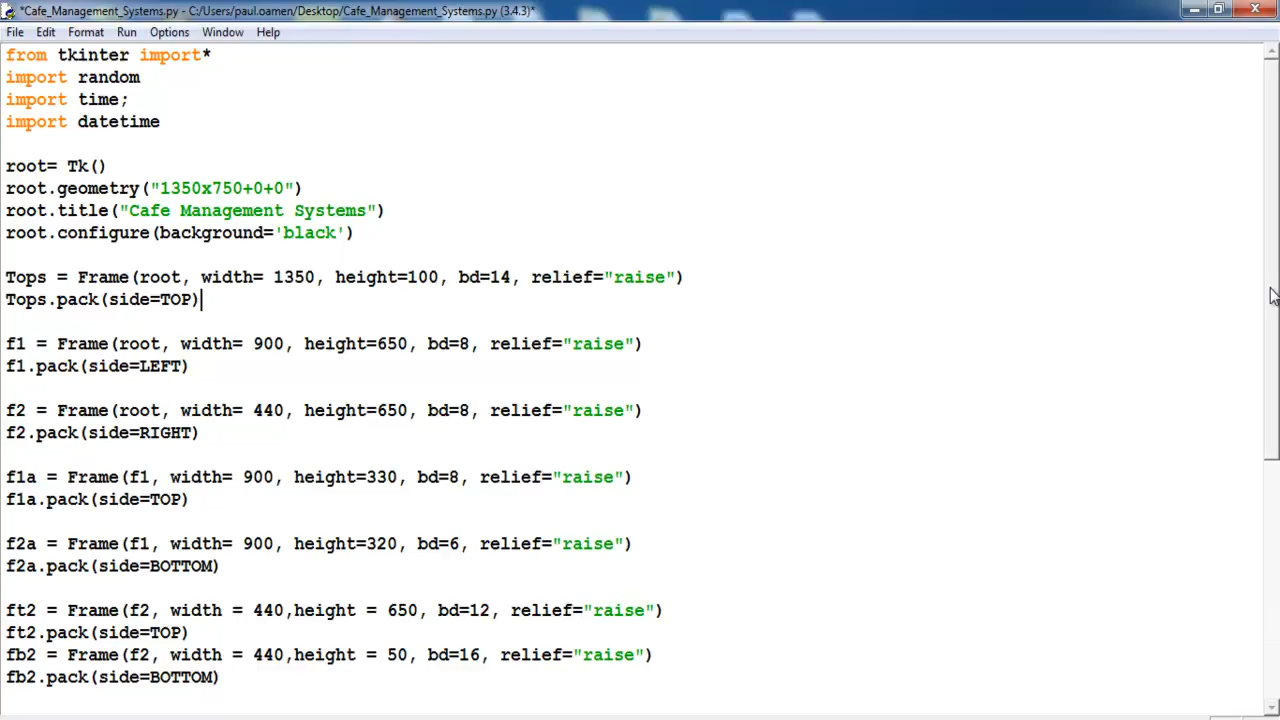 *Cafe_Management_Systems.py - C:/Users/paul.oamen/Desktop/Cafe_Management_Systems.py (3.4.3)*
File Edit Format Run Options Window Help
from tkinter import*
import random
import time;
import datetime
root= Tk()
root.geometry("1350x750+0+0")
root.title("Cafe Management Systems")
root.configure(background='black')
Tops = Frame(root, width= 1350, height=100, bd=14, relief="raise")
Tops.pack(side=TOP)
f1 = Frame(root, width= 900, height=650, bd=8, relief="raise")
f1.pack(side=LEFT)
f2 = Frame(root, width= 440, height=650, bd=8, relief="raise")
f2.pack(side=RIGHT)
f1a = Frame(f1, width= 900, height=330, bd=8, relief="raise")
f1a.pack(side=TOP)
f2a = Frame(f1, width= 900, height=320, bd=6, relief="raise")
f2a.pack(side=BOTTOM)
ft2 = Frame(f2, width = 440,height = 650, bd=12, relief="raise")
ft2.pack(side=TOP)
fb2 = Frame(f2, width = 440,height = 50, bd=16, relief="raise")
fb2.pack(side=BOTTOM)